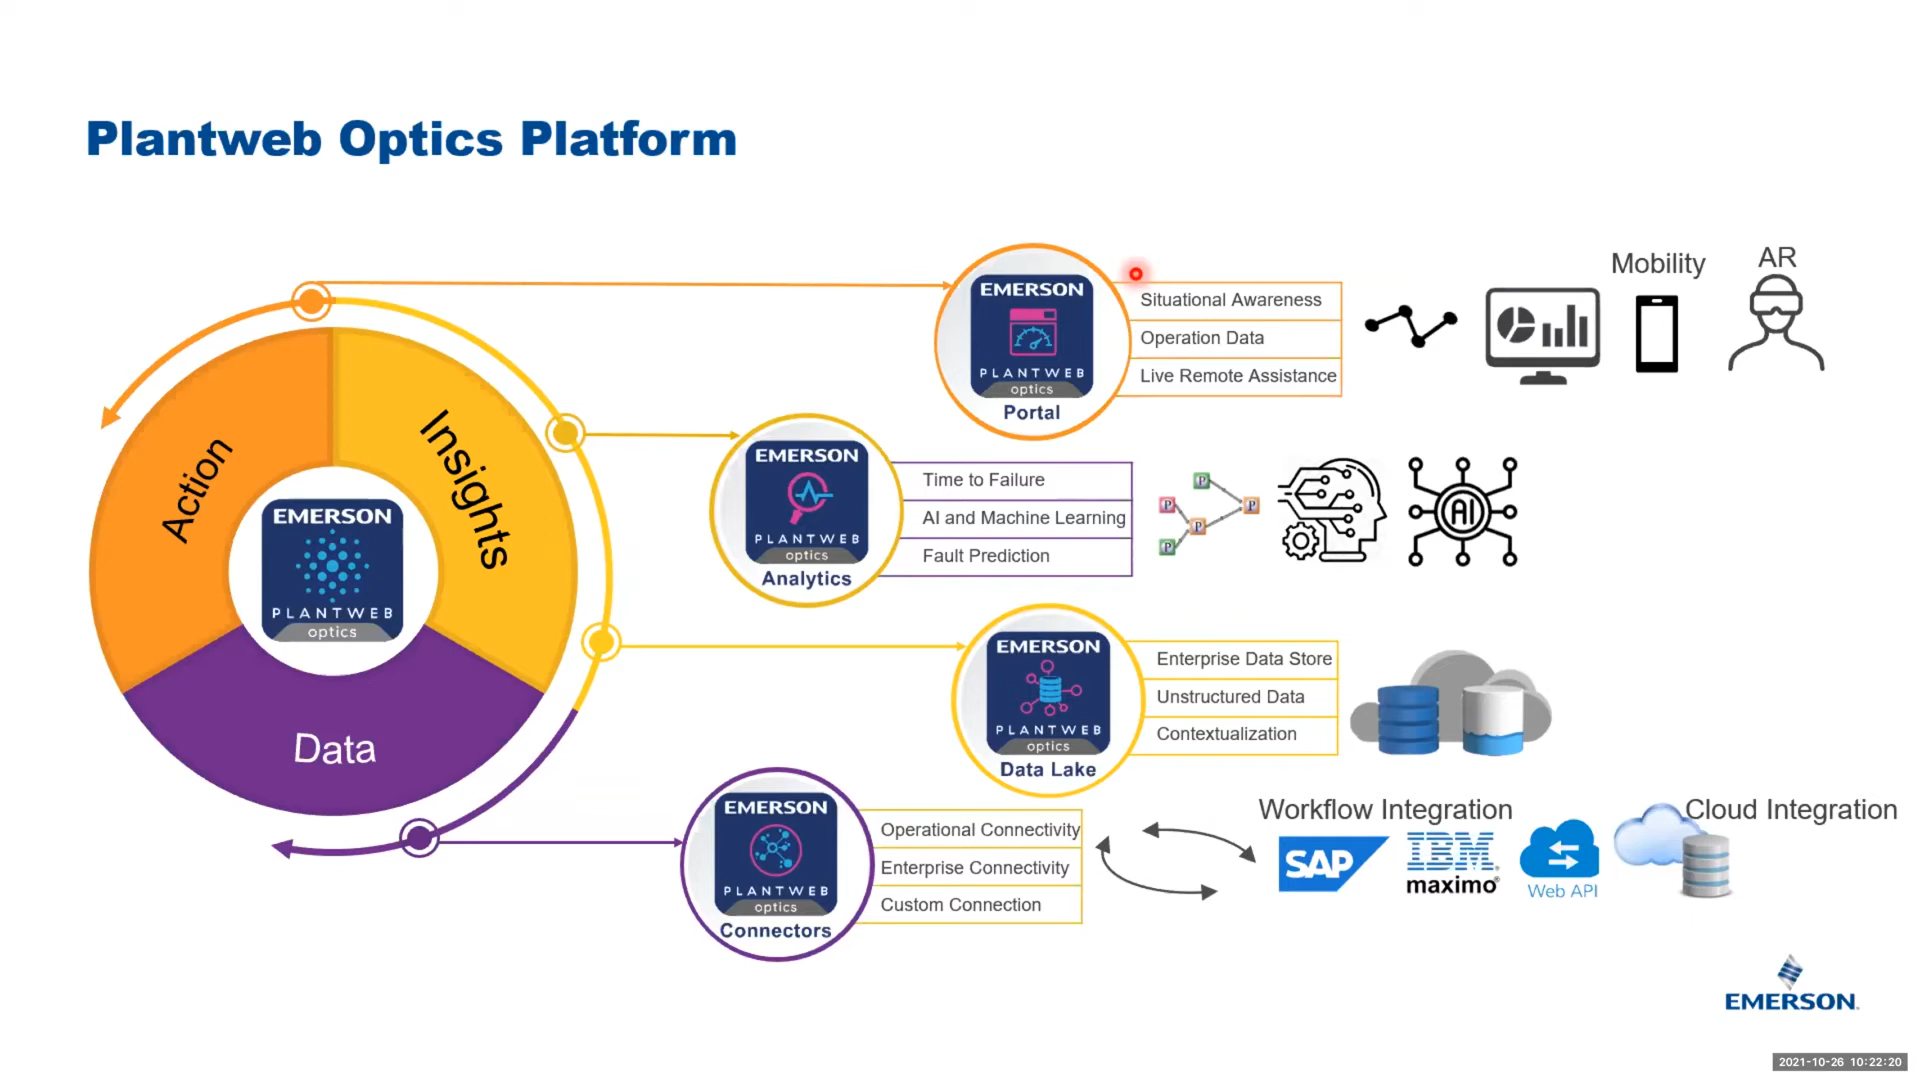 Plantweb Optics Platform
Action
Insights
Data
EMERSON
PLANTWEB
optics
EMERSON
PLANTWEB
optics
Portal
Situational Awareness
Operation Data
Live Remote Assistance
Mobility
AR
EMERSON
PLANTWEB
optics
Analytics
Time to Failure
AI and Machine Learning
Fault Prediction
P
P
P
P
P
AI
EMERSON
PLANTWEB
optics
Data Lake
Enterprise Data Store
Unstructured Data
Contextualization
EMERSON
PLANTWEB
optics
Connectors
Operational Connectivity
Enterprise Connectivity
Custom Connection
Workflow Integration
Cloud Integration
SAP
IBM
maximo®
Web API
EMERSON.
2021-10-26 10:22:20